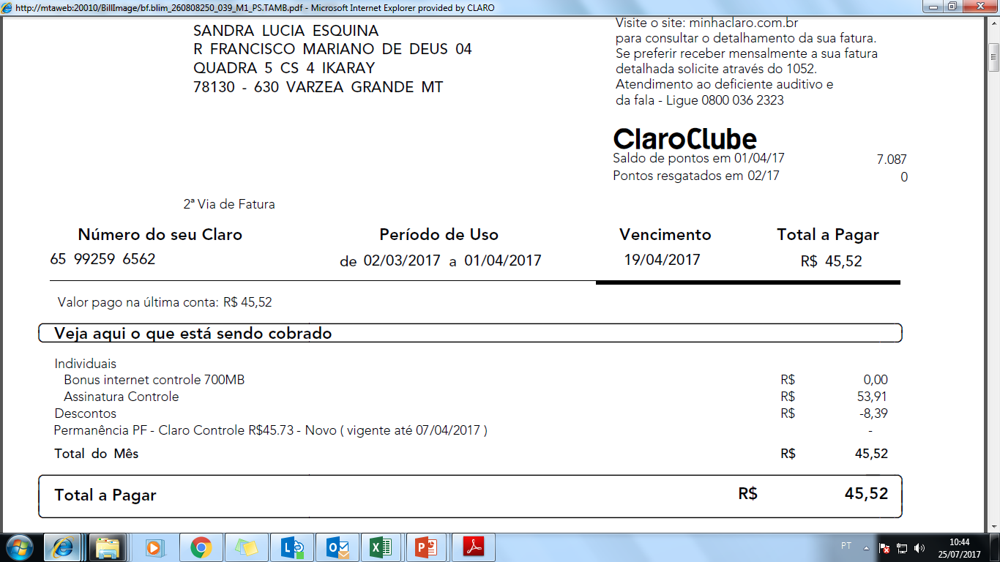 http://mtaweb:20010/BillImage/bf.blim_260808250_039_M1_PS.TAMB.pdf - Microsoft Internet Explorer provided by CLARO
SANDRA LUCIA ESQUINA
R FRANCISCO MARIANO DE DEUS 04
QUADRA 5 CS 4 IKARAY
78130 - 630 VARZEA GRANDE MT
Visite o site: minhaclaro.com.br
para consultar o detalhamento da sua fatura.
Se preferir receber mensalmente a sua fatura
detalhada solicite através do 1052.
Atendimento ao deficiente auditivo e
da fala - Ligue 0800 036 2323
ClaroClube
Saldo de pontos em 01/04/17 7.087
Pontos resgatados em 02/17 0
2ª Via de Fatura
Número do seu Claro Período de Uso Vencimento Total a Pagar
65 99259 6562 de 02/03/2017 a 01/04/2017 19/04/2017 R$ 45,52
Valor pago na última conta: R$ 45,52
Veja aqui o que está sendo cobrado
Individuais
Bonus internet controle 700MB R$ 0,00
Assinatura Controle R$ 53,91
Descontos R$ -8,39
Permanência PF - Claro Controle R$45.73 - Novo ( vigente até 07/04/2017 ) -
Total do Mês R$ 45,52
Total a Pagar R$ 45,52
PT 10:44
25/07/2017